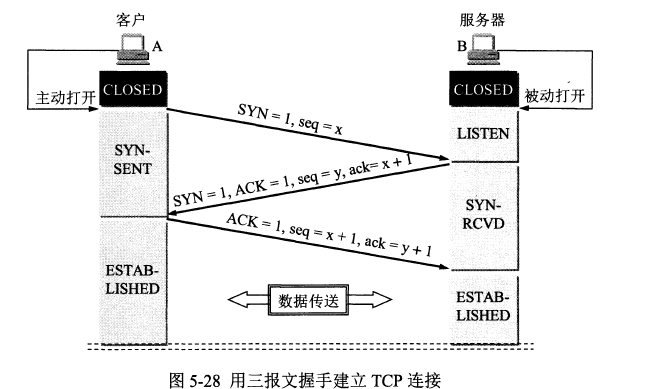 客户
服务器
A
B
CLOSED
CLOSED
主动打开
被动打开
SYN = 1, seq = x
LISTEN
SYN-
SENT
SYN = 1, ACK = 1, seq = y, ack= x + 1
SYN-
RCVD
ACK = 1, seq = x + 1, ack = y + 1
ESTAB-
LISHED
数据传送
ESTAB-
LISHED
图 5-28 用三报文握手建立 TCP 连接